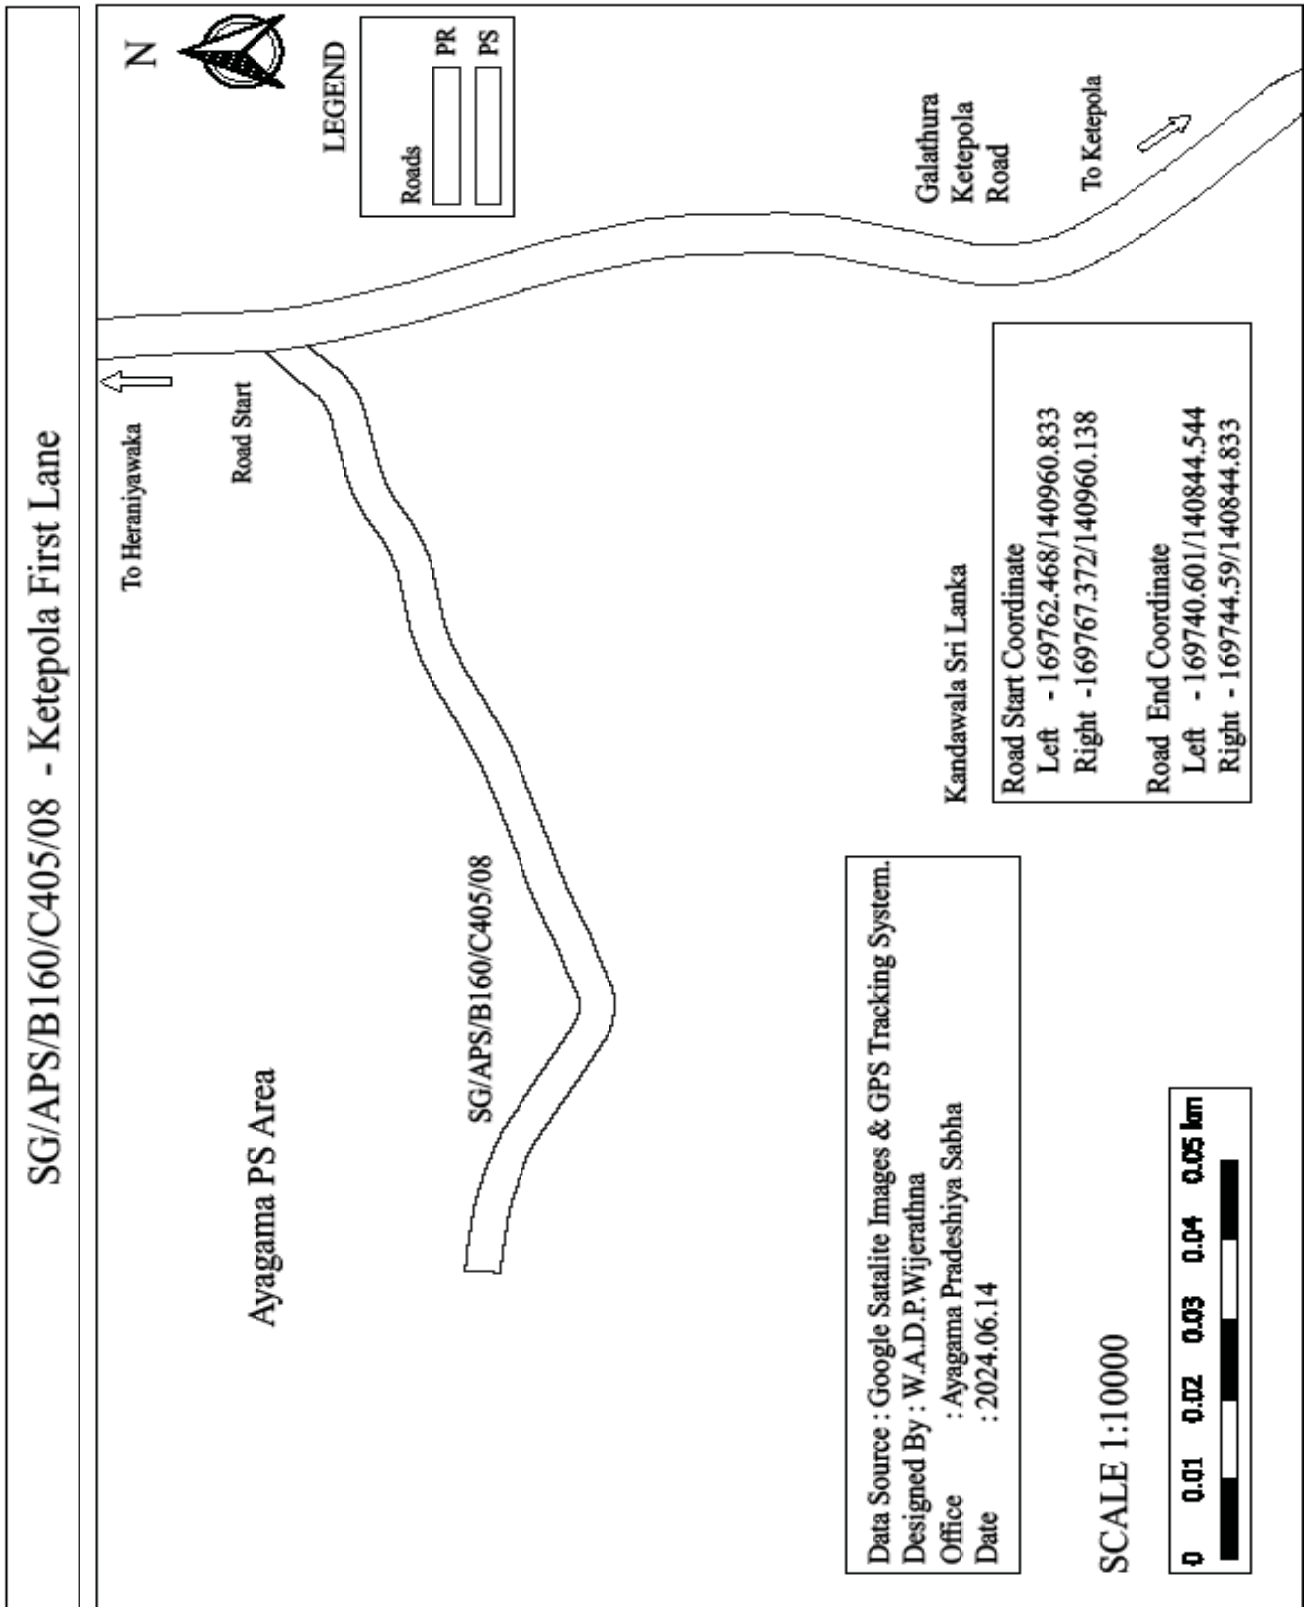 SG/APS/B160/C405/08 - Ketepola First Lane
N
LEGEND
Roads
PR
PS
To Heraniyawaka
Road Start
Galathura
Ketepola
Road
To Ketepola
Ayagama PS Area
SG/APS/B160/C405/08
Kandawala Sri Lanka
Road Start Coordinate
Left - 169762.468/140960.833
Right -169767.372/140960.138
Road End Coordinate
Left - 169740.601/140844.544
Right - 169744.59/140844.833
Data Source : Google Satalite Images & GPS Tracking System.
Designed By : W.A.D.P.Wijerathna
Office : Ayagama Pradeshiya Sabha
Date : 2024.06.14
SCALE 1:10000
0 0.01 0.02 0.03 0.04 0.05 km